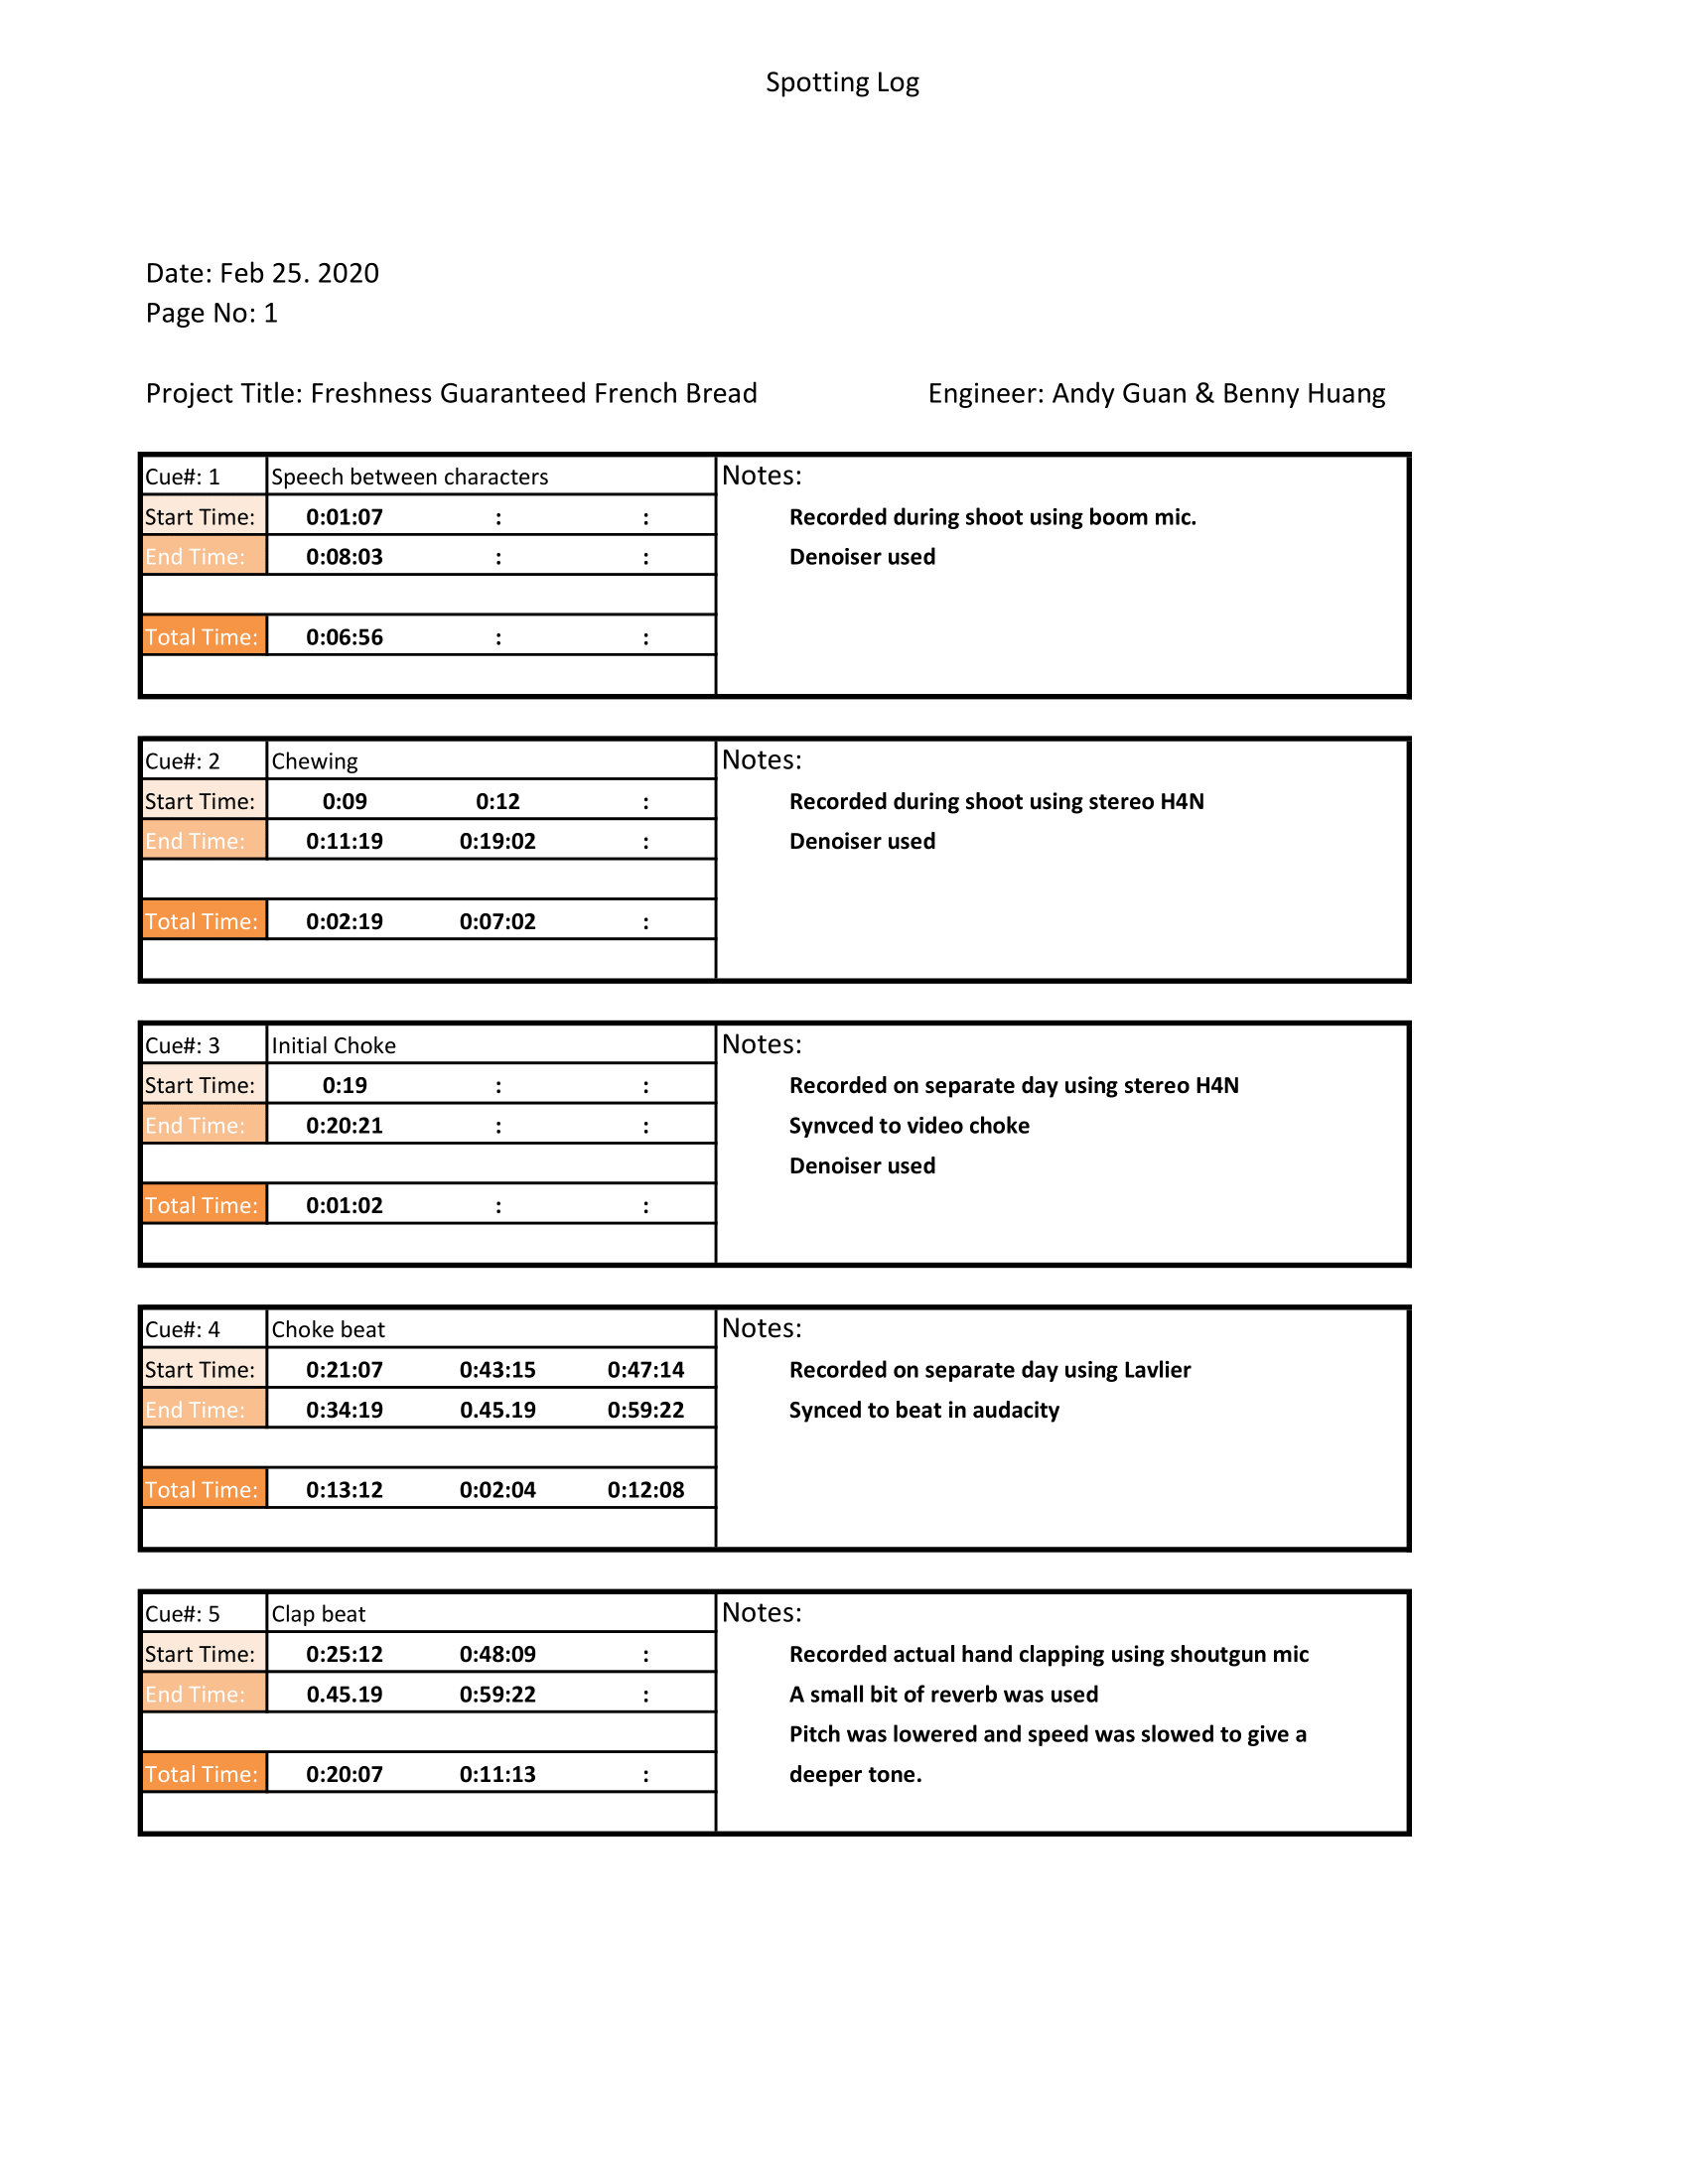 Spotting Log
Date: Feb 25. 2020
Page No: 1
Project Title: Freshness Guaranteed French Bread Engineer: Andy Guan & Benny Huang
Cue#: 1 Speech between characters Notes:
Start Time: 0:01:07 : : Recorded during shoot using boom mic.
End Time: 0:08:03 : : Denoiser used
Total Time: 0:06:56 : :
Cue#: 2 Chewing Notes:
Start Time: 0:09 0:12 : Recorded during shoot using stereo H4N
End Time: 0:11:19 0:19:02 : Denoiser used
Total Time: 0:02:19 0:07:02 :
Cue#: 3 Initial Choke Notes:
Start Time: 0:19 : : Recorded on separate day using stereo H4N
End Time: 0:20:21 : : Synvced to video choke
Denoiser used
Total Time: 0:01:02 : :
Cue#: 4 Choke beat Notes:
Start Time: 0:21:07 0:43:15 0:47:14 Recorded on separate day using Lavlier
End Time: 0:34:19 0.45.19 0:59:22 Synced to beat in audacity
Total Time: 0:13:12 0:02:04 0:12:08
Cue#: 5 Clap beat Notes:
Start Time: 0:25:12 0:48:09 : Recorded actual hand clapping using shoutgun mic
End Time: 0.45.19 0:59:22 : A small bit of reverb was used
Pitch was lowered and speed was slowed to give a
Total Time: 0:20:07 0:11:13 : deeper tone.